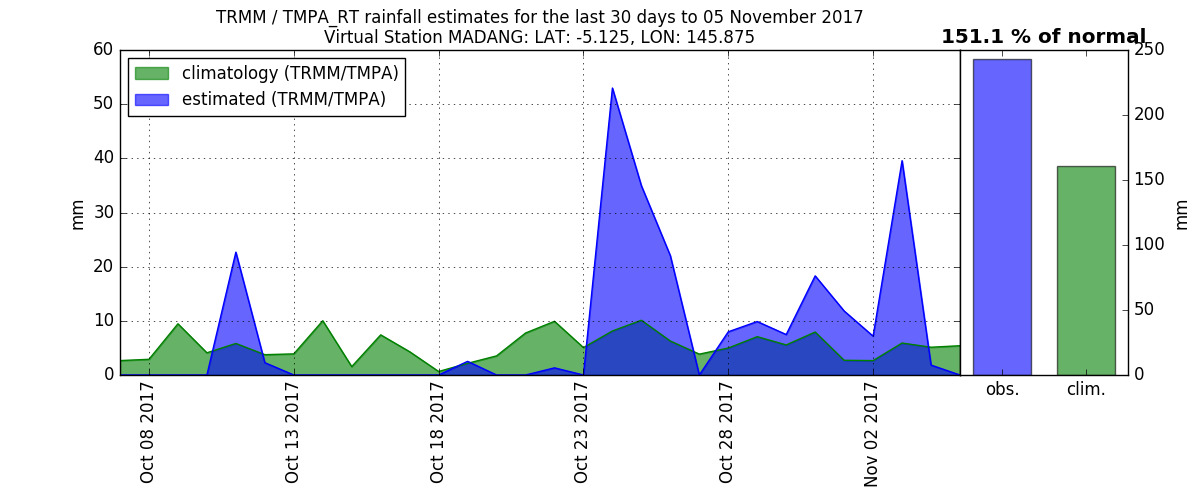 TRMM / TMPA_RT rainfall estimates for the last 30 days to 05 November 2017
Virtual Station MADANG: LAT: -5.125, LON: 145.875
151.1 % of normal
climatology (TRMM/TMPA)
estimated (TRMM/TMPA)
60
50
40
30
20
10
0
mm
Oct 08 2017
Oct 13 2017
Oct 18 2017
Oct 23 2017
Oct 28 2017
Nov 02 2017
250
200
150
100
50
0
mm
obs.
clim.